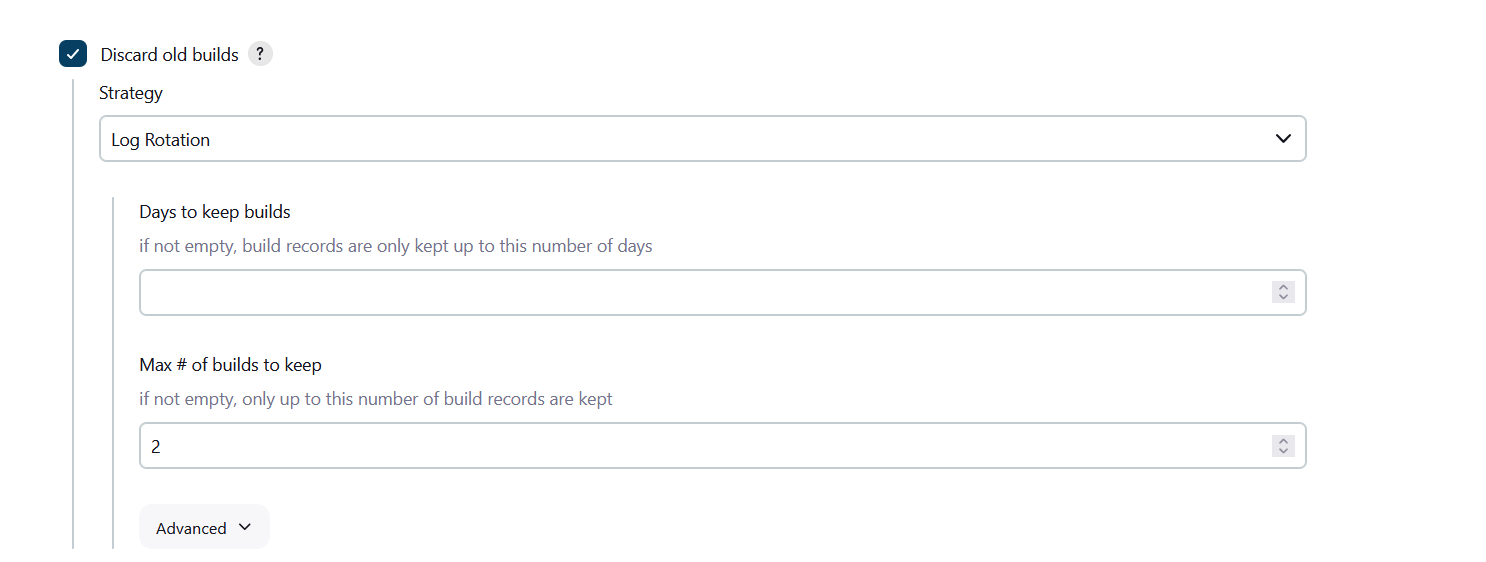 Discard old builds ?
Strategy
Log Rotation
Days to keep builds
if not empty, build records are only kept up to this number of days
Max # of builds to keep
if not empty, only up to this number of build records are kept
2
Advanced